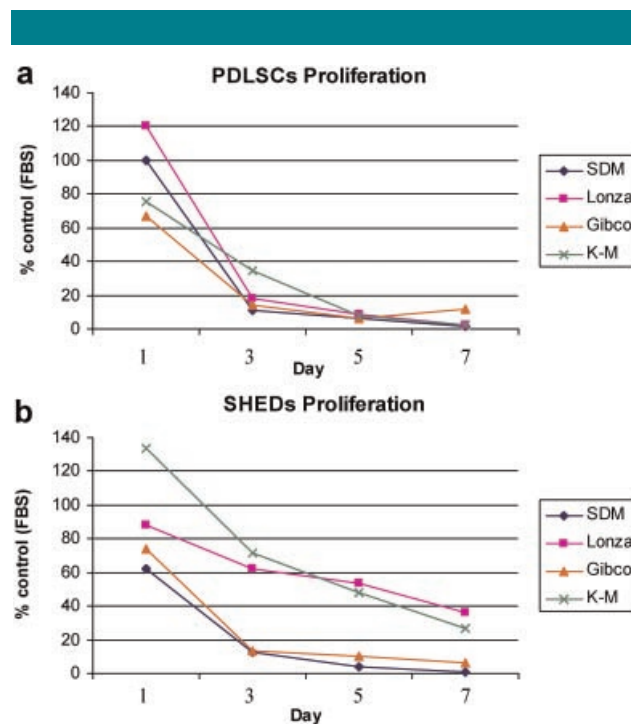 a
PDLSCs Proliferation
140
120
100
80
60
40
20
0
% control (FBS)
1 3 5 7
Day
SDM
Lonza
Gibco
K-M
b
SHEDs Proliferation
140
120
100
80
60
40
20
0
% control (FBS)
1 3 5 7
Day
SDM
Lonza
Gibco
K-M